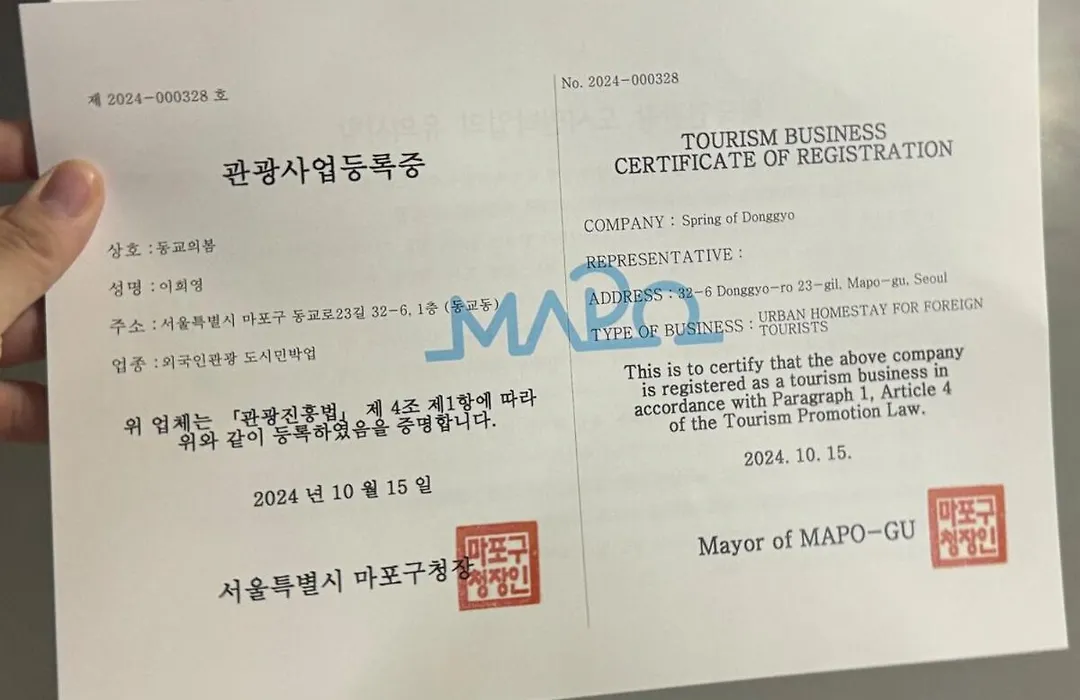 제 2024-000328 호
관광사업등록증
상호 : 동교의봄
성명 : 이희영
주소 : 서울특별시 마포구 동교로23길 32-6, 1층 (동교동)
업종 : 외국인관광 도시민박업
위 업체는 「관광진흥법」 제 4조 제1항에 따라
위와 같이 등록하였음을 증명합니다.
2024 년 10 월 15 일
서울특별시 마포구청장
마포구
청장인
MAPO
No. 2024-000328
TOURISM BUSINESS
CERTIFICATE OF REGISTRATION
COMPANY : Spring of Donggyo
REPRESENTATIVE :
ADDRESS : 32-6 Donggyo-ro 23-gil, Mapo-gu, Seoul
TYPE OF BUSINESS : URBAN HOMESTAY FOR FOREIGN
TOURISTS
This is to certify that the above company
is registered as a tourism business in
accordance with Paragraph 1, Article 4
of the Tourism Promotion Law.
2024. 10. 15.
Mayor of MAPO-GU
마포구
청장인